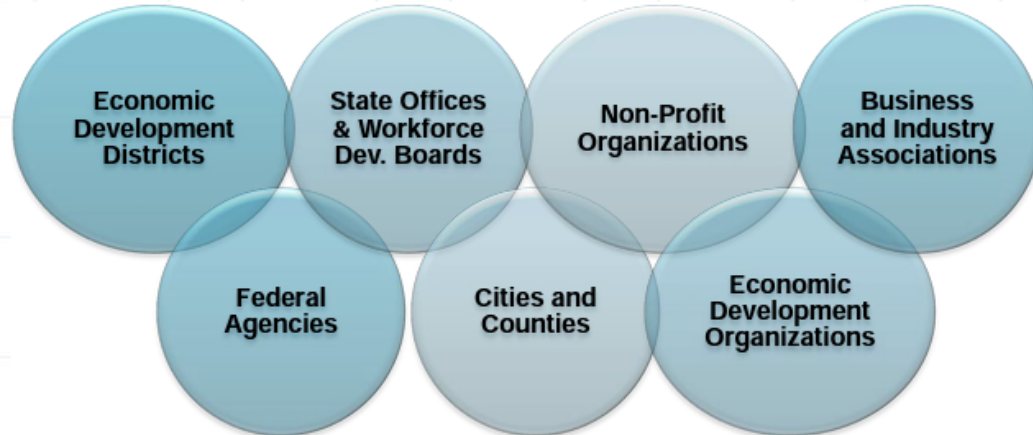 Economic
Development
Districts
State Offices
& Workforce
Dev. Boards
Non-Profit
Organizations
Business
and Industry
Associations
Federal
Agencies
Cities and
Counties
Economic
Development
Organizations